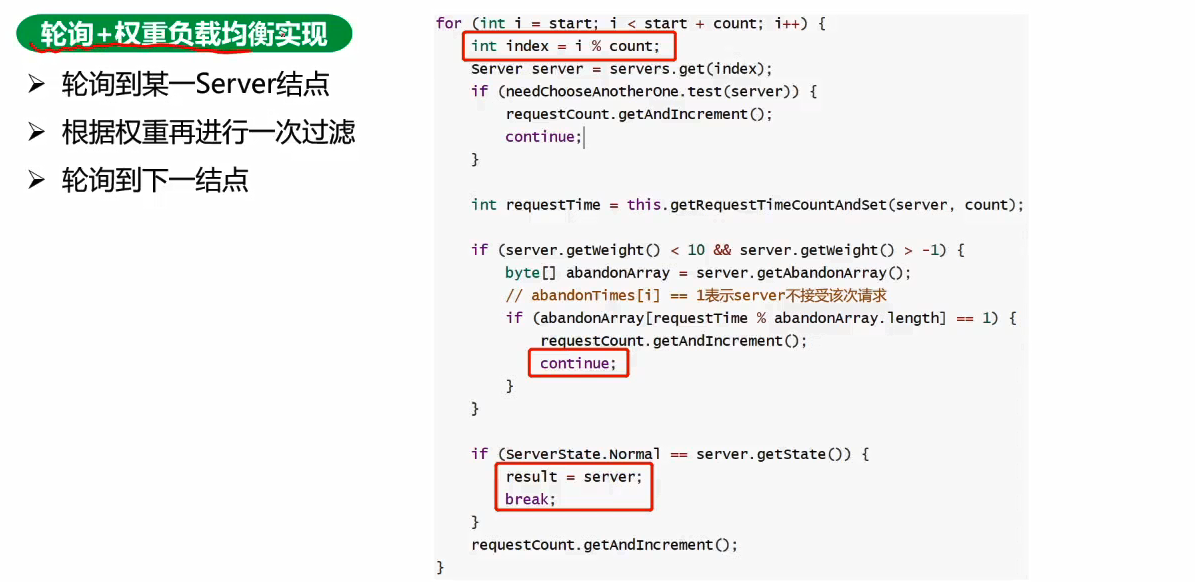 轮询+权重负载均衡实现
轮询到某一Server结点
根据权重再进行一次过滤
轮询到下一结点
for (int i = start; i < start + count; i++) {
int index = i % count;
Server server = servers.get(index);
if (needChooseAnotherOne.test(server)) {
requestCount.getAndIncrement();
continue;
}
int requestTime = this.getRequestTimeCountAndSet(server, count);
if (server.getWeight() < 10 && server.getWeight() > -1) {
byte[] abandonArray = server.getAbandonArray();
// abandonTimes[i] == 1表示server不接受该次请求
if (abandonArray[requestTime % abandonArray.length] == 1) {
requestCount.getAndIncrement();
continue;
}
}
if (ServerState.Normal == server.getState()) {
result = server;
break;
}
requestCount.getAndIncrement();
}